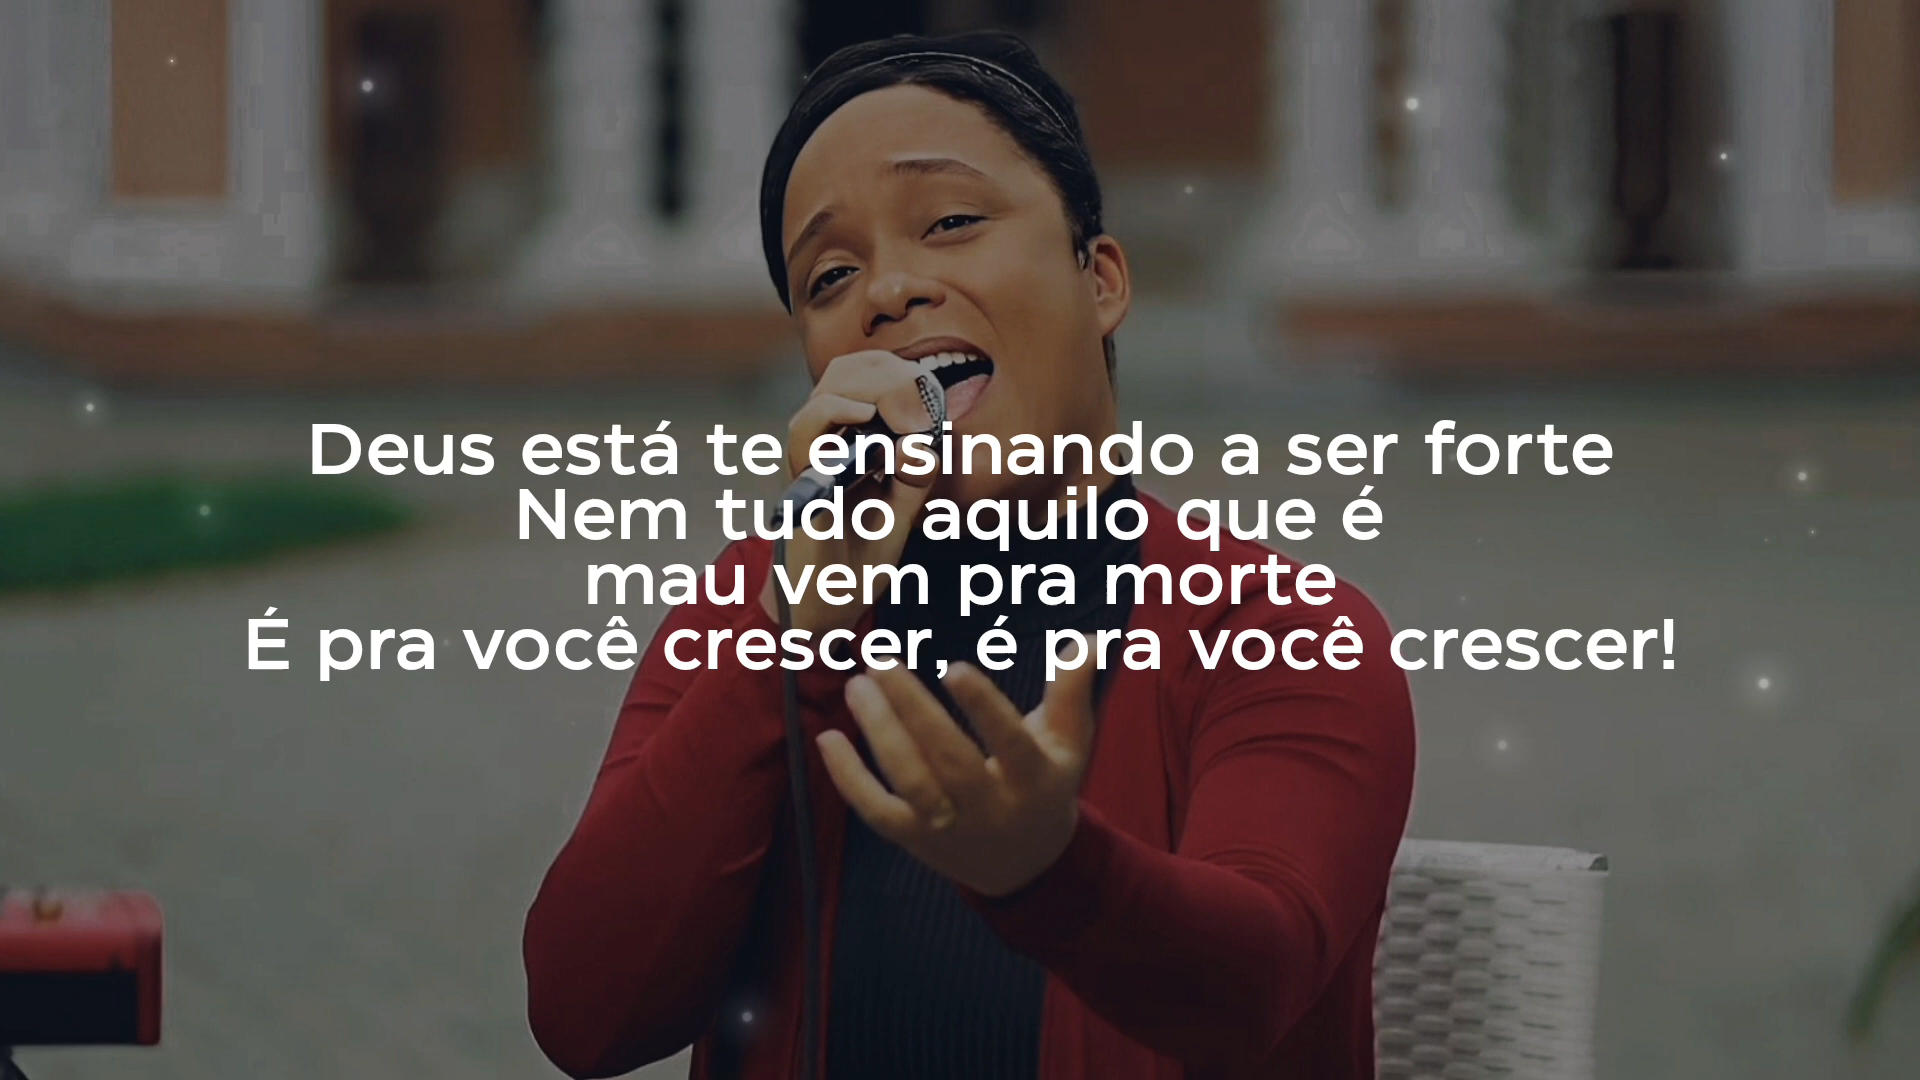 Deus está te ensinando a ser forte
Nem tudo aquilo que é
mau vem pra morte
É pra você crescer, é pra você crescer!